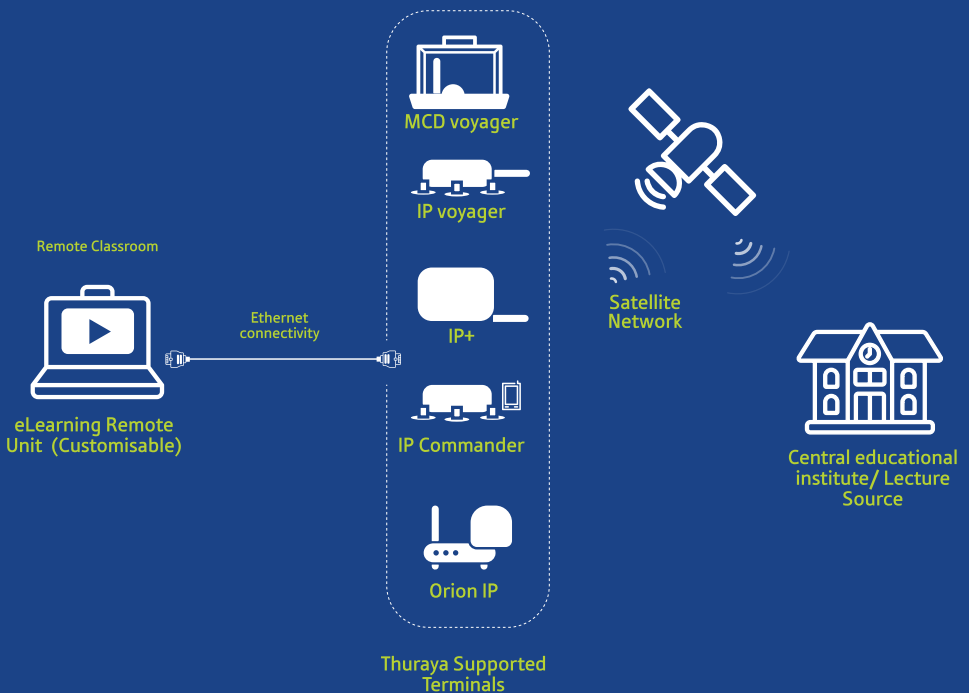 MCD voyager
IP voyager
Remote Classroom
Ethernet
connectivity
Satellite
Network
IP+
eLearning Remote
Unit (Customisable)
IP Commander
Central educational
institute/ Lecture
Source
Orion IP
Thuraya Supported
Terminals